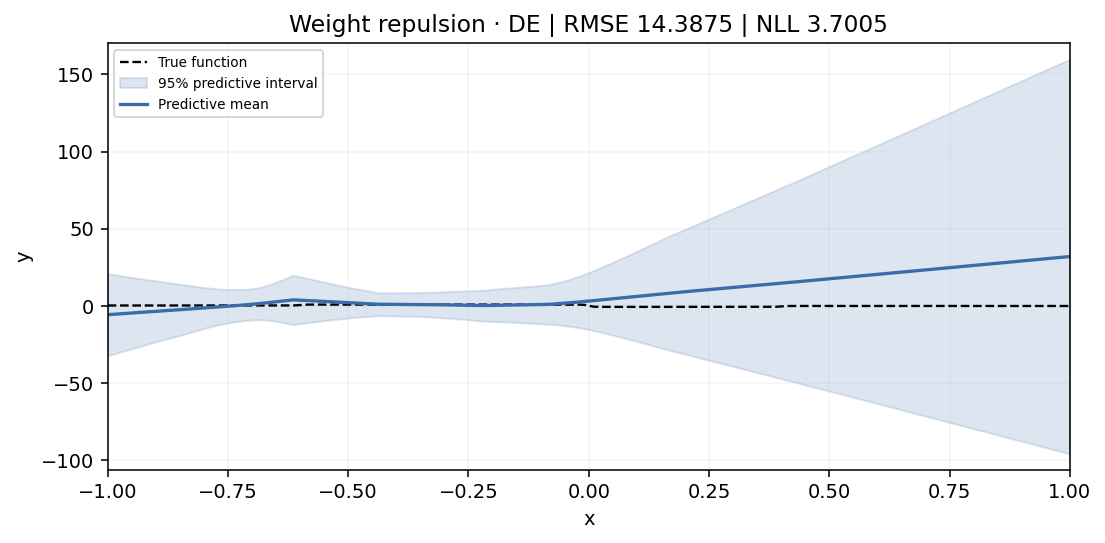 Weight repulsion · DE | RMSE 14.3875 | NLL 3.7005
True function
95% predictive interval
Predictive mean
150
100
50
0
−50
−100
y
−1.00 −0.75 −0.50 −0.25 0.00 0.25 0.50 0.75 1.00
x